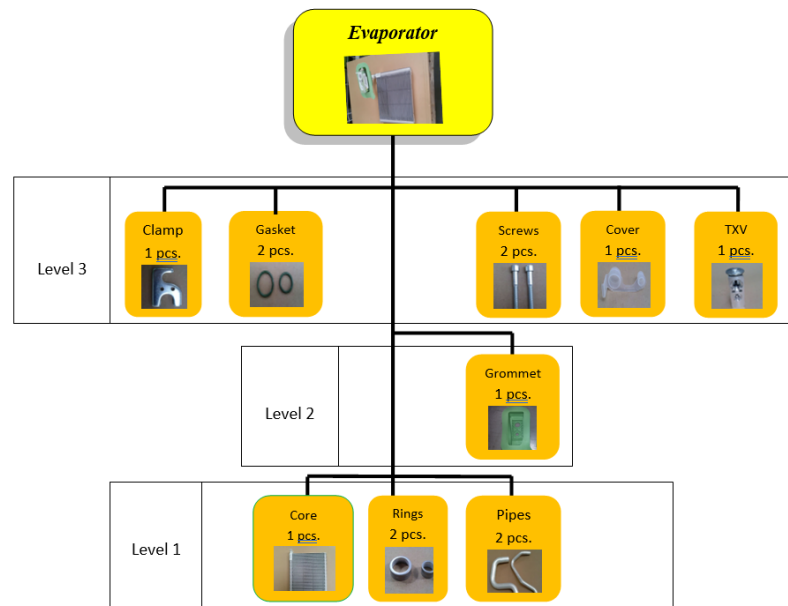 Evaporator
Level 3
Clamp
1 pcs.
Gasket
2 pcs.
Screws
2 pcs.
Cover
1 pcs.
TXV
1 pcs.
Level 2
Grommet
1 pcs.
Level 1
Core
1 pcs.
Rings
2 pcs.
Pipes
2 pcs.